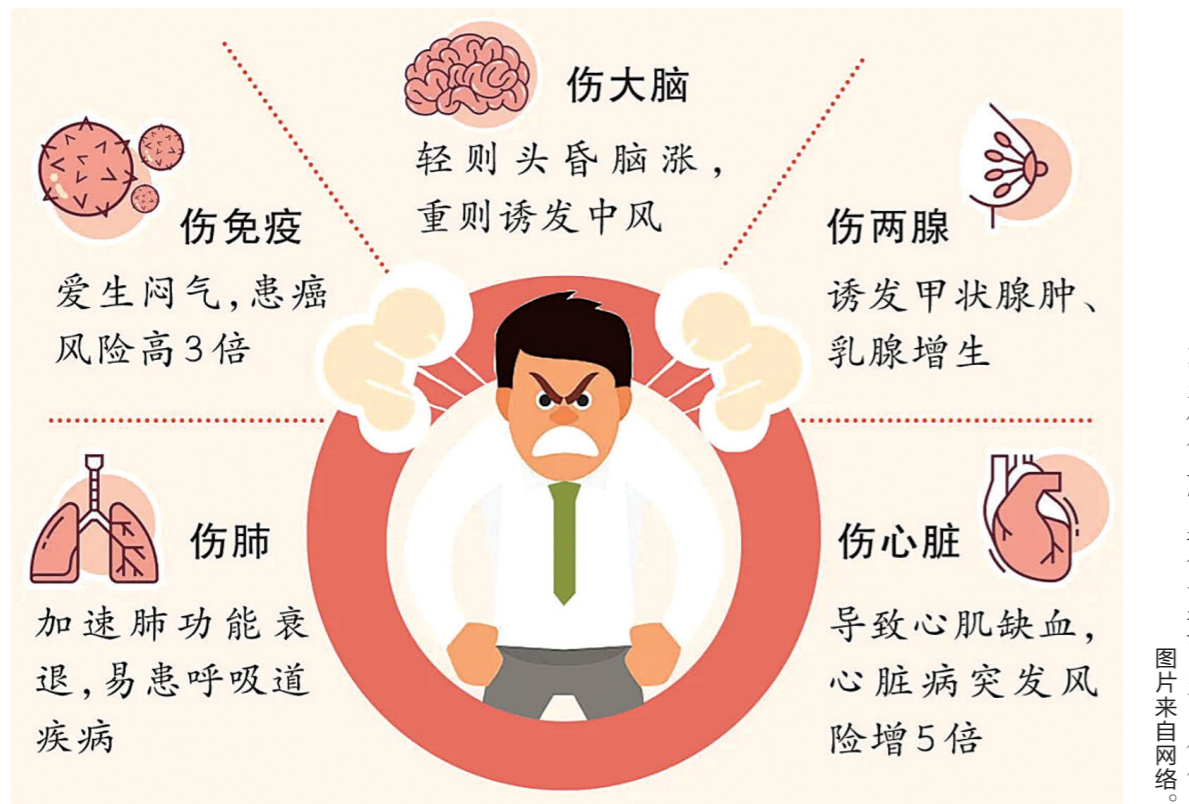 伤大脑
轻则头昏脑涨，
重则诱发中风
伤免疫
爱生闷气，患癌
风险高3倍
伤两腺
诱发甲状腺肿、
乳腺增生
伤肺
加速肺功能衰
退，易患呼吸道
疾病
伤心脏
导致心肌缺血，
心脏病突发风
险增5倍
图片来自网络。